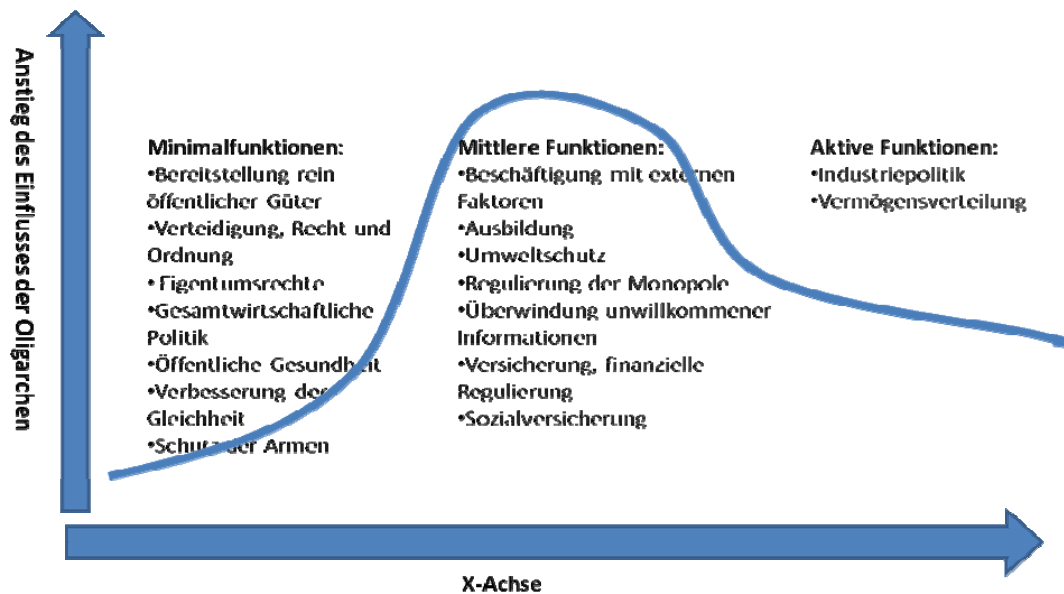 Anstieg des Einflusses der Oligarchen
Minimalfunktionen:
•Bereitstellung rein
öffentlicher Güter
•Verteidigung, Recht und
Ordnung
•Eigentumsrechte
•Gesamtwirtschaftliche
Politik
•Öffentliche Gesundheit
•Verbesserung der
Gleichheit
•Schutz der Armen
Mittlere Funktionen:
•Beschäftigung mit externen
Faktoren
•Ausbildung
•Umweltschutz
•Regulierung der Monopole
•Überwindung unwillkommener
Informationen
•Versicherung, finanzielle
Regulierung
•Sozialversicherung
Aktive Funktionen:
•Industriepolitik
•Vermögensverteilung
X-Achse